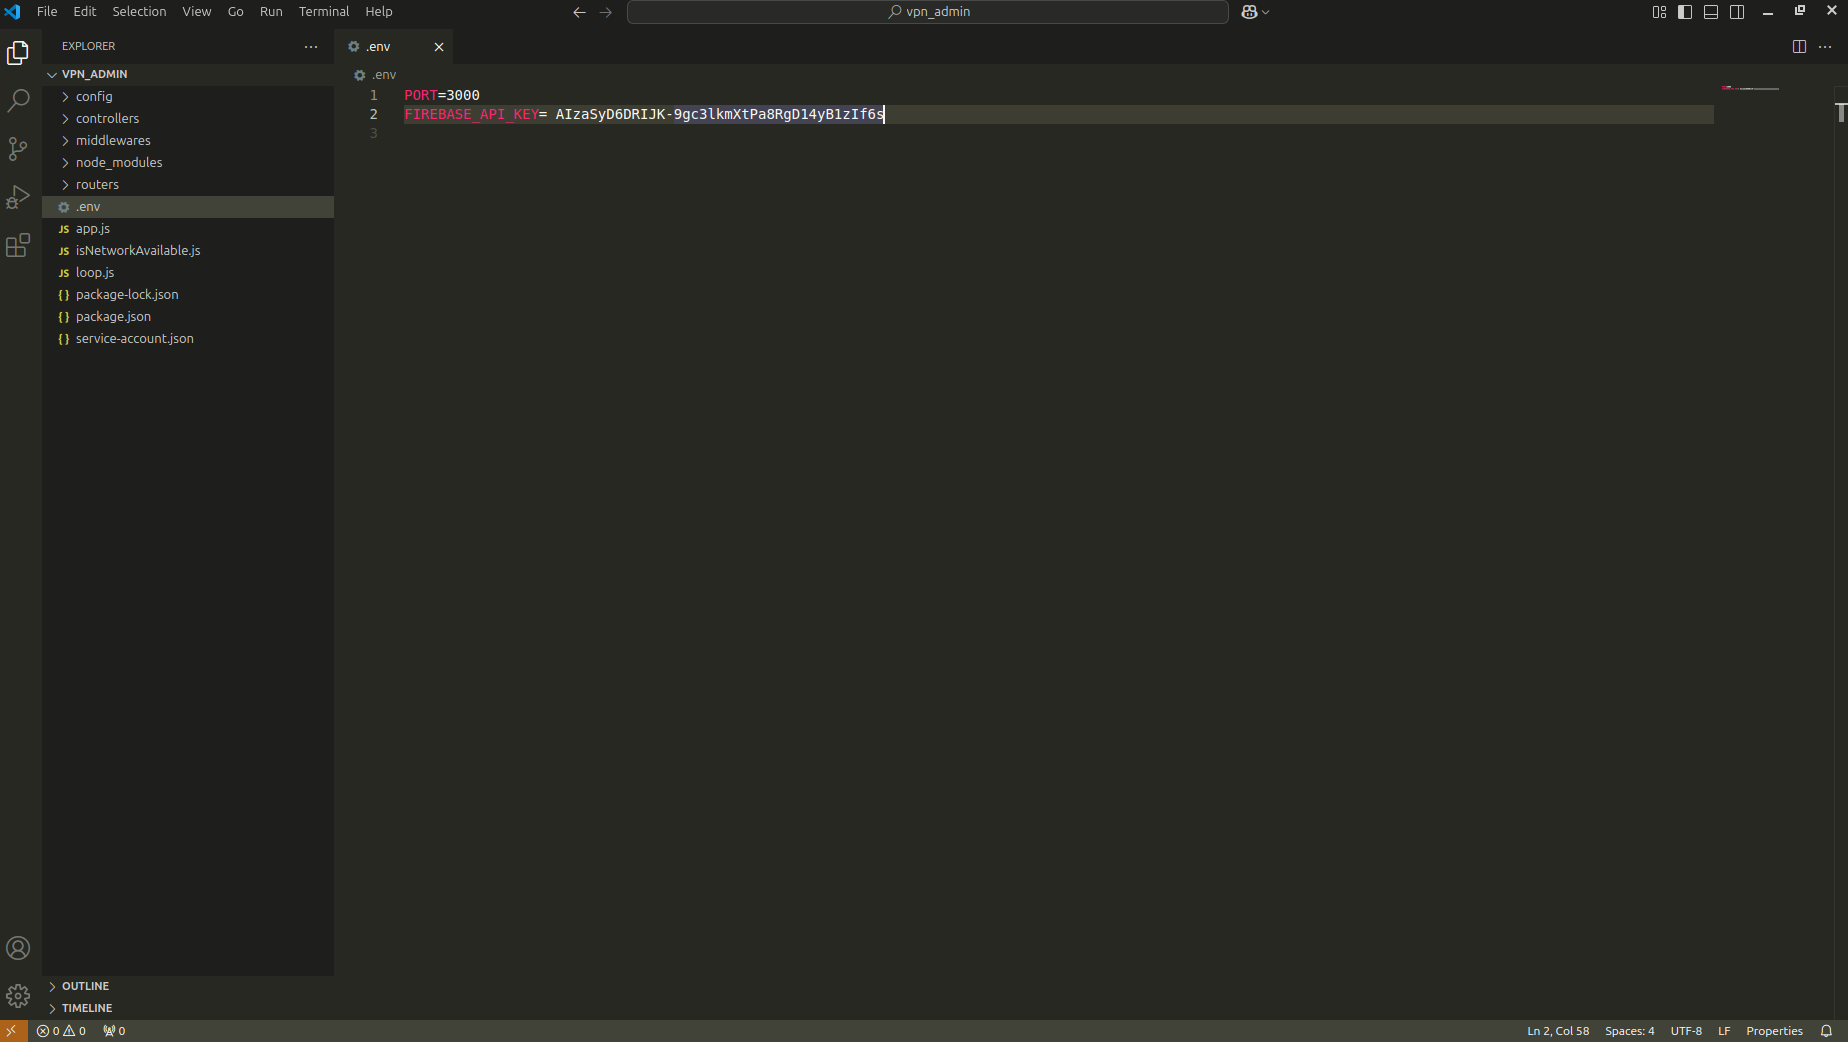 File Edit Selection View Go Run Terminal Help
vpn_admin
EXPLORER
.env
VPN_ADMIN
config
controllers
middlewares
node_modules
routers
.env
JS app.js
JS isNetworkAvailable.js
JS loop.js
{} package-lock.json
{} package.json
{} service-account.json
.env
1 PORT=3000
2 FIREBASE_API_KEY= AIzaSyD6DRIJK-9gc3lkmXtPa8RgD14yB1zIf6s
3
OUTLINE
TIMELINE
0 0 0
Ln 2, Col 58 Spaces: 4 UTF-8 LF Properties